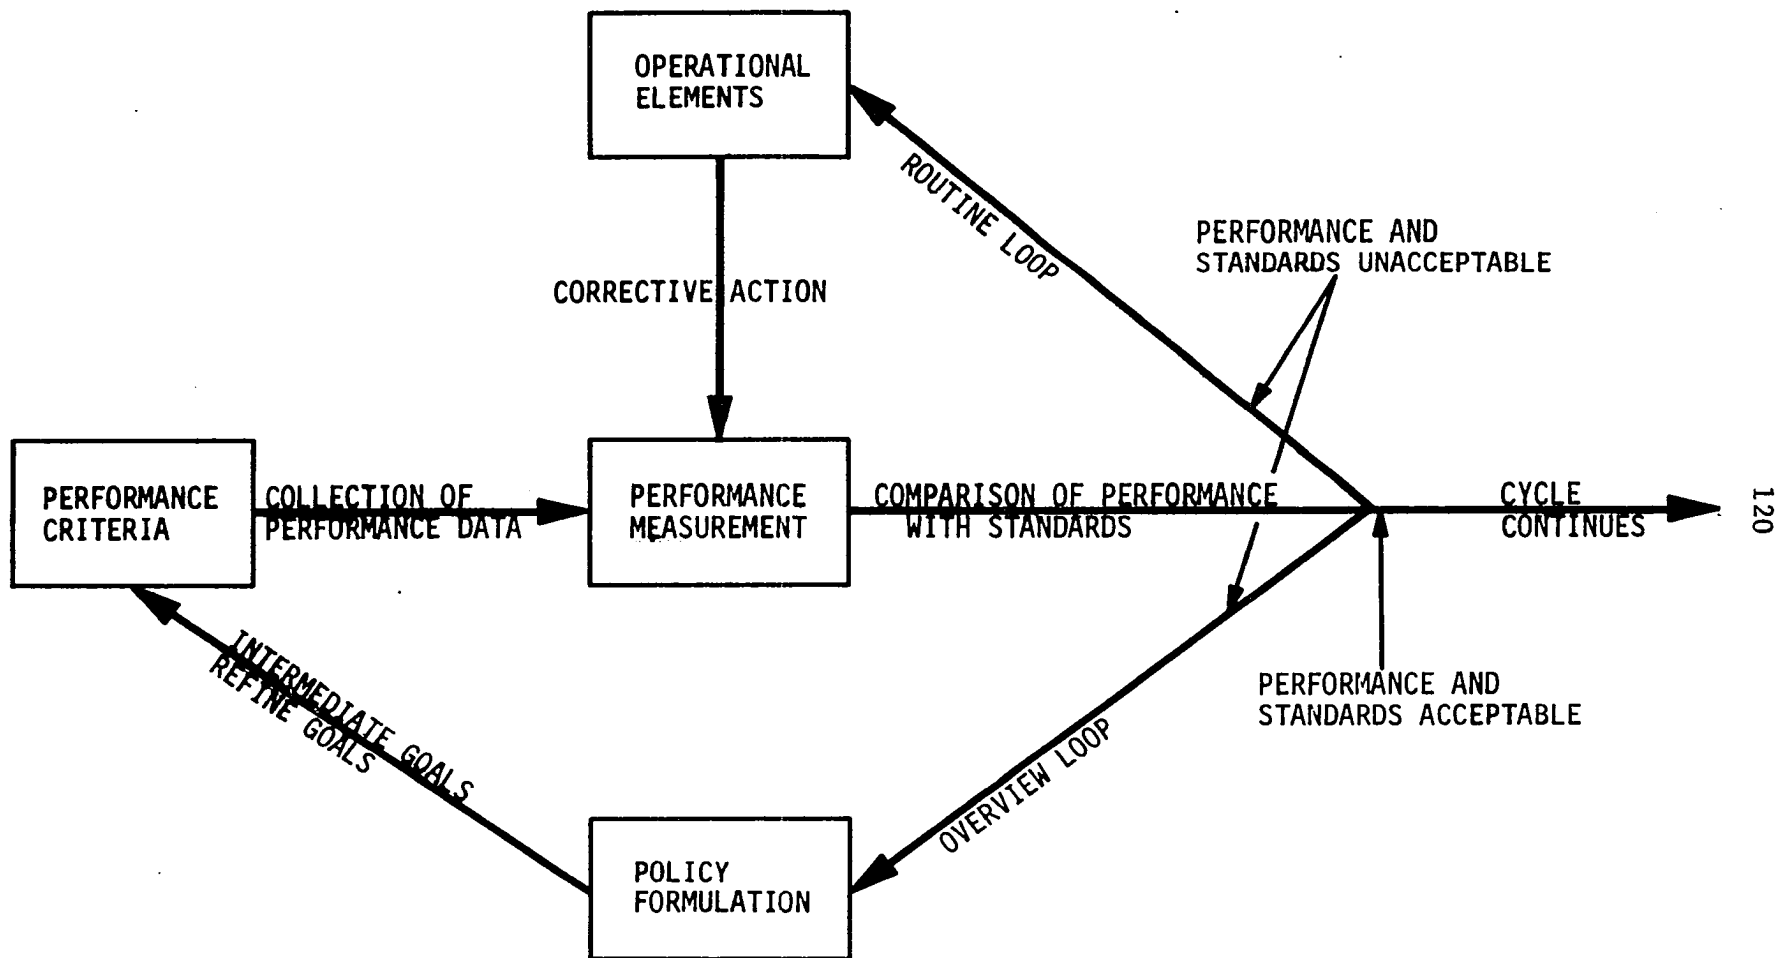 OPERATIONAL
ELEMENTS
ROUTINE LOOP
PERFORMANCE AND
STANDARDS UNACCEPTABLE
CORRECTIVE ACTION
PERFORMANCE
CRITERIA
COLLECTION OF
PERFORMANCE DATA
PERFORMANCE
MEASUREMENT
COMPARISON OF PERFORMANCE
WITH STANDARDS
CYCLE
CONTINUES
120
INTERMEDIATE GOALS
REFINE GOALS
OVERVIEW LOOP
PERFORMANCE AND
STANDARDS ACCEPTABLE
POLICY
FORMULATION